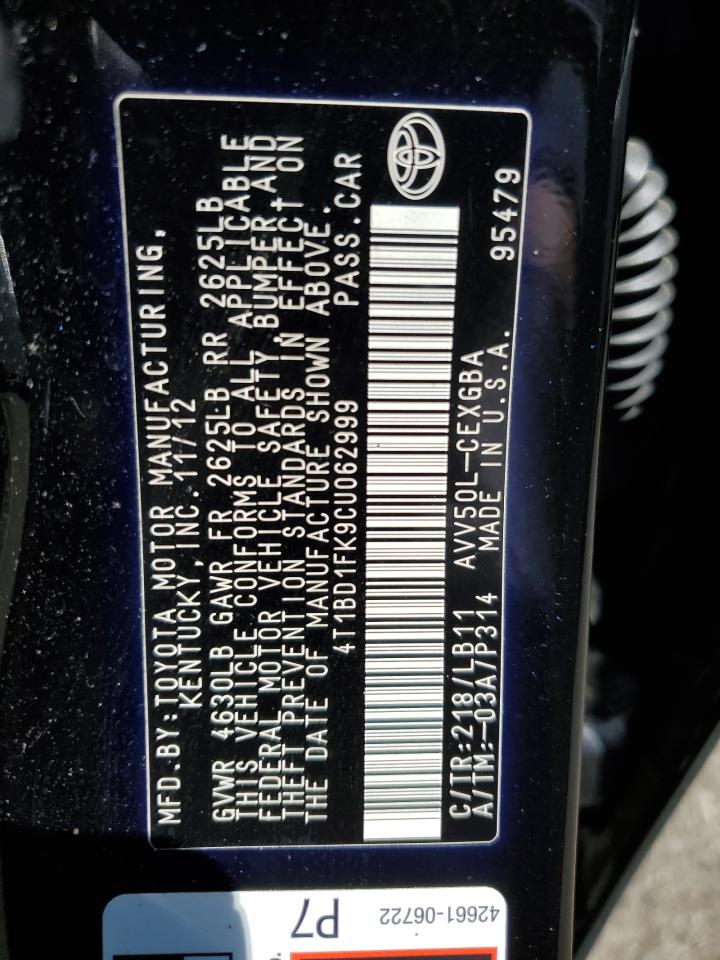 MFD.BY:TOYOTA MOTOR MANUFACTURING,
KENTUCKY,INC.11/12
GVWR 4630LB GAWR FR 2625LB RR 2625LB
THIS VEHICLE CONFORMS TO ALL APPLICABLE
FEDERAL MOTOR VEHICLE SAFETY, BUMPER, AND
THEFT PREVENTION STANDARDS IN EFFECT ON
THE DATE OF MANUFACTURE SHOWN ABOVE.
4T1BD1FK9CU062999 PASS.CAR
C/TR:218/LB11 AVV50L-CEXGBA
A/TM:-03A/P314 MADE IN U.S.A. 95479
42661-06722
P7